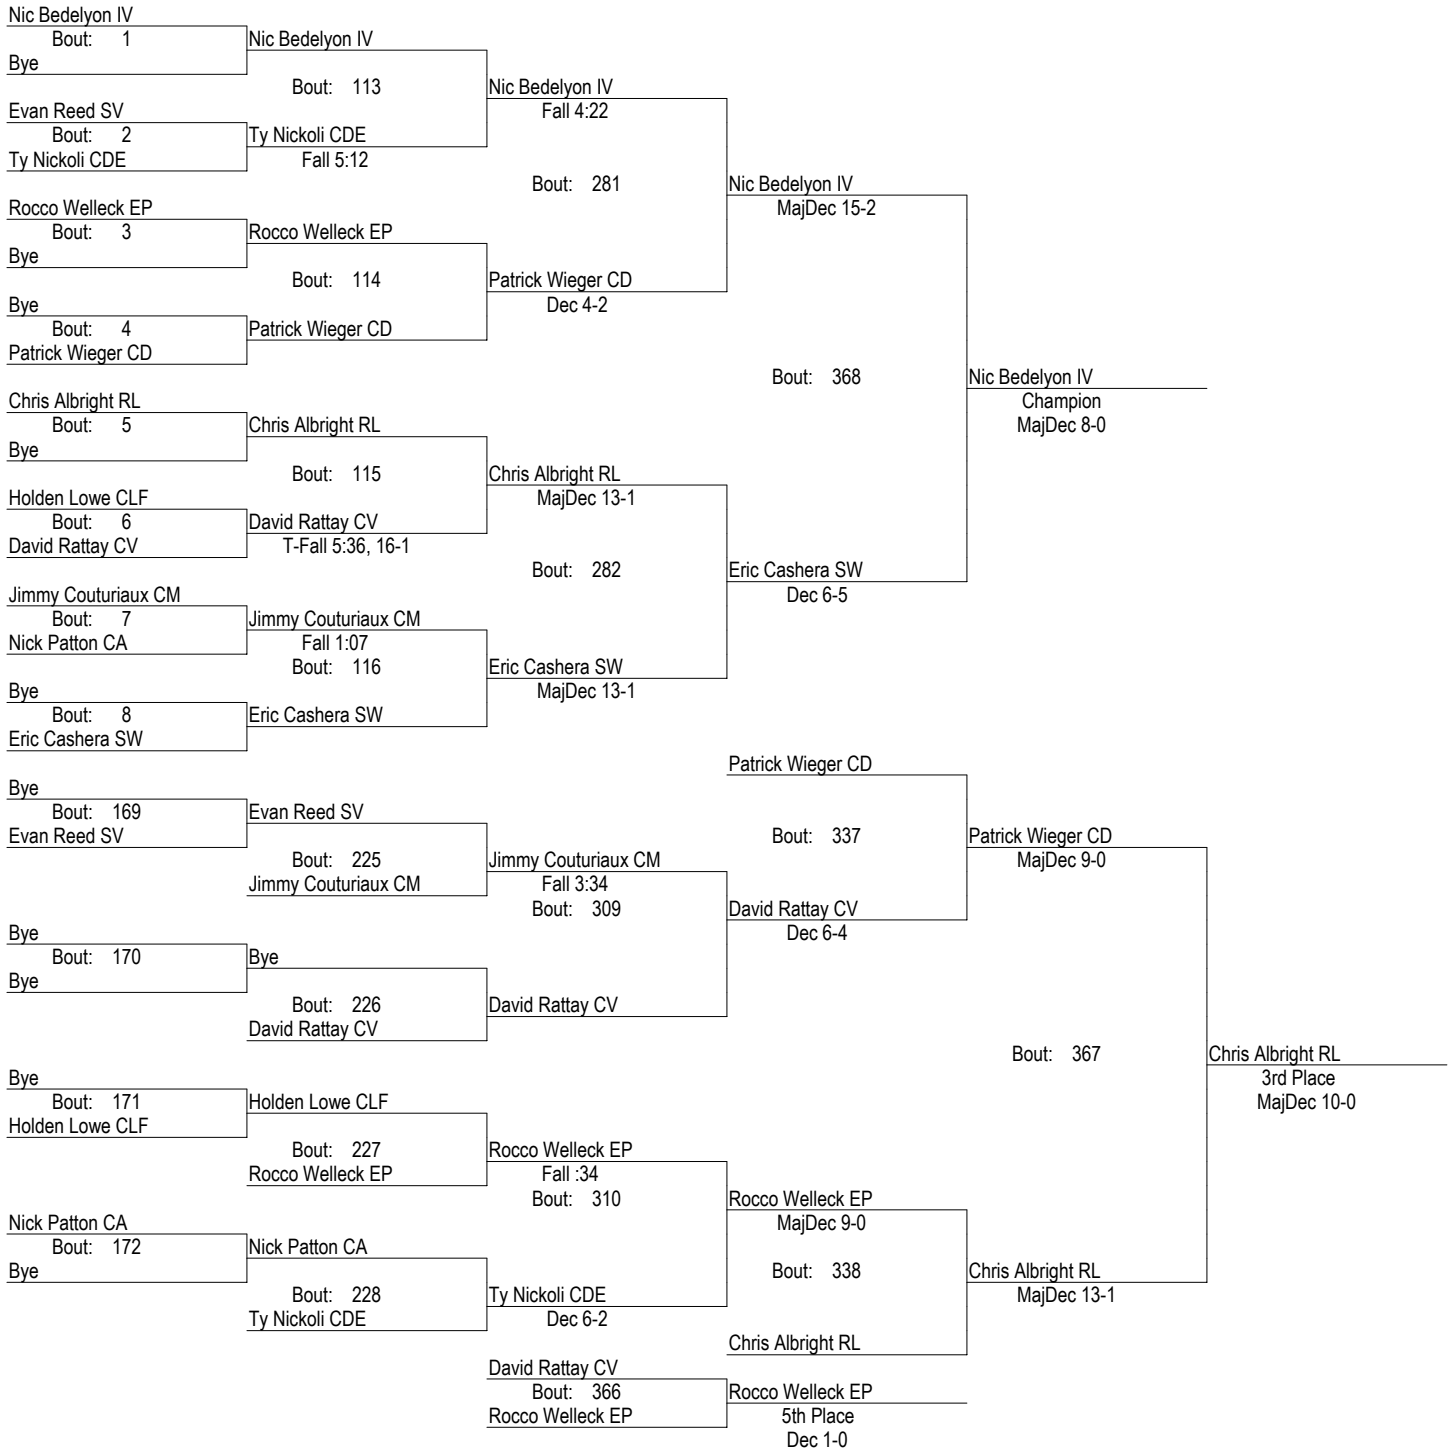 Nic Bedelyon IV
Bout: 1
Nic Bedelyon IV
Bye
Bout: 113
Nic Bedelyon IV
Evan Reed SV
Fall 4:22
Bout: 2
Ty Nickoli CDE
Ty Nickoli CDE
Fall 5:12
Bout: 281
Nic Bedelyon IV
Rocco Welleck EP
MajDec 15-2
Bout: 3
Rocco Welleck EP
Bye
Bout: 114
Patrick Wieger CD
Bye
Dec 4-2
Bout: 4
Patrick Wieger CD
Patrick Wieger CD
Bout: 368
Nic Bedelyon IV
Chris Albright RL
Champion
Bout: 5
Chris Albright RL
MajDec 8-0
Bye
Bout: 115
Chris Albright RL
Holden Lowe CLF
MajDec 13-1
Bout: 6
David Rattay CV
David Rattay CV
T-Fall 5:36, 16-1
Bout: 282
Eric Cashera SW
Jimmy Couturiaux CM
Dec 6-5
Bout: 7
Jimmy Couturiaux CM
Nick Patton CA
Fall 1:07
Bout: 116
Eric Cashera SW
Bye
MajDec 13-1
Bout: 8
Eric Cashera SW
Eric Cashera SW
Patrick Wieger CD
Bye
Bout: 169
Evan Reed SV
Evan Reed SV
Bout: 337
Patrick Wieger CD
Bout: 225
Jimmy Couturiaux CM
MajDec 9-0
Jimmy Couturiaux CM
Fall 3:34
Bout: 309
David Rattay CV
Bye
Dec 6-4
Bout: 170
Bye
Bye
Bout: 226
David Rattay CV
David Rattay CV
Bout: 367
Chris Albright RL
Bye
3rd Place
Bout: 171
Holden Lowe CLF
MajDec 10-0
Holden Lowe CLF
Bout: 227
Rocco Welleck EP
Rocco Welleck EP
Fall :34
Bout: 310
Rocco Welleck EP
Nick Patton CA
MajDec 9-0
Bout: 172
Nick Patton CA
Bye
Bout: 338
Chris Albright RL
Bout: 228
Ty Nickoli CDE
MajDec 13-1
Ty Nickoli CDE
Dec 6-2
Chris Albright RL
David Rattay CV
Bout: 366
Rocco Welleck EP
Rocco Welleck EP
5th Place
Dec 1-0